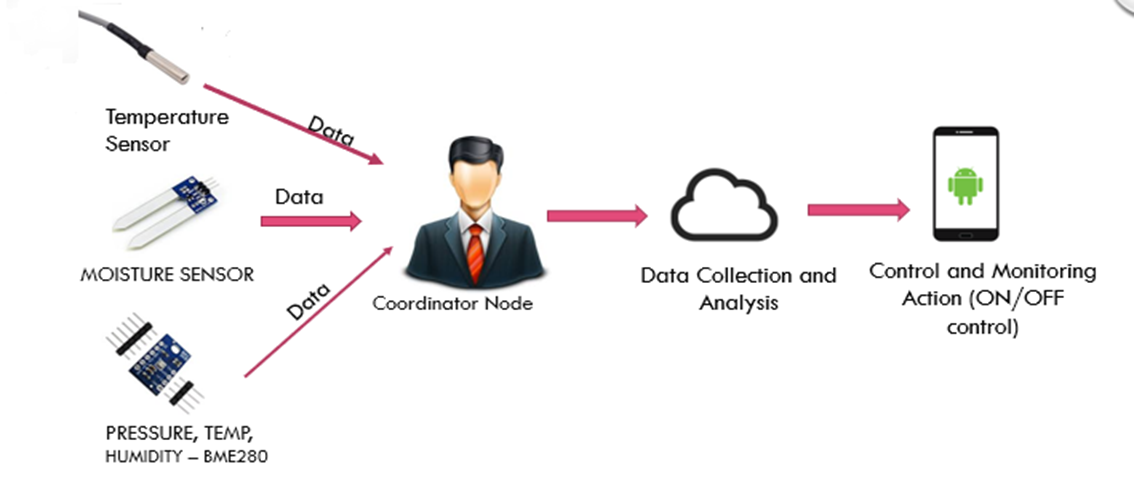 Temperature
Sensor
Data
Data
MOISTURE SENSOR
Data
Coordinator Node
PRESSURE, TEMP,
HUMIDITY – BME280
Data Collection and
Analysis
Control and Monitoring
Action (ON/OFF
control)